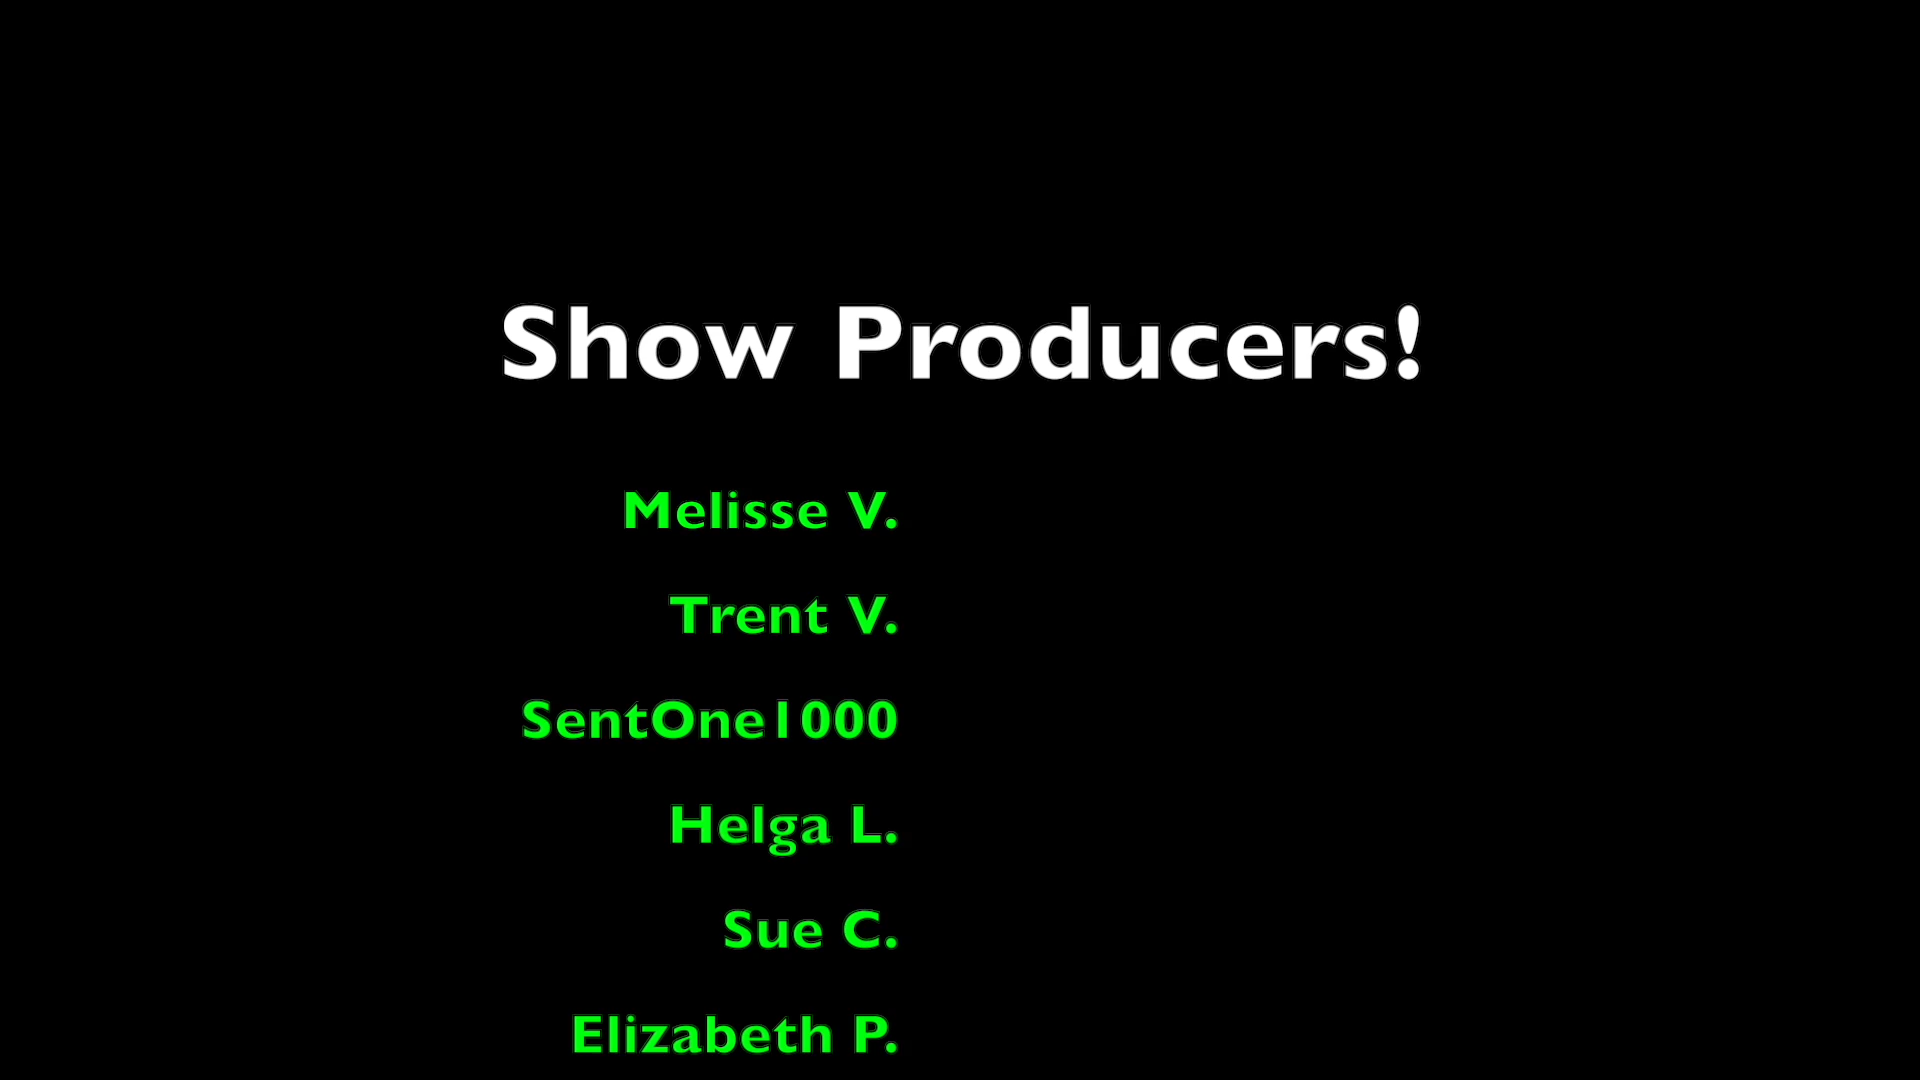 Show Producers!
Melisse V.
Trent V.
SentOne1000
Helga L.
Sue C.
Elizabeth P.